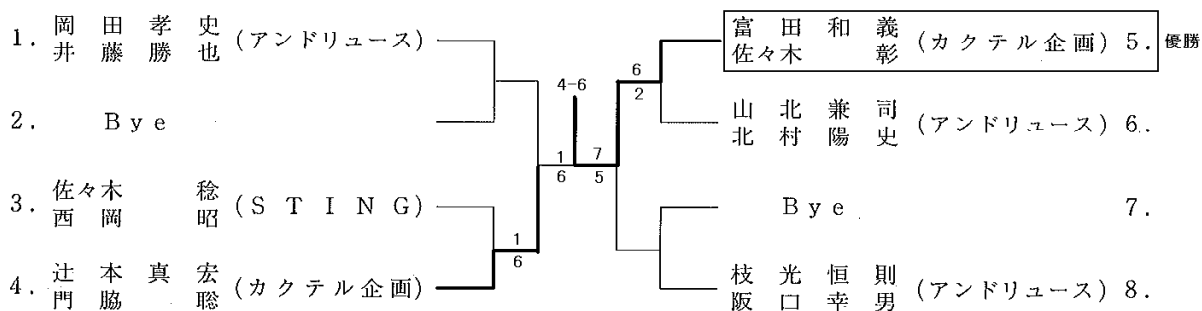 1. 岡田孝史 (アンドリュース)
井藤勝也
2. Bye
3. 佐々木 稔 (STING)
西岡 昭
4. 辻本真宏 (カクテル企画)
門脇 聡
1
6
1
6
4-6
7
5
6
2
富田和義 (カクテル企画) 5. 優勝
佐々木 彰
山北兼司 (アンドリュース) 6.
北村陽史
Bye 7.
枝光恒則 (アンドリュース) 8.
阪口幸男